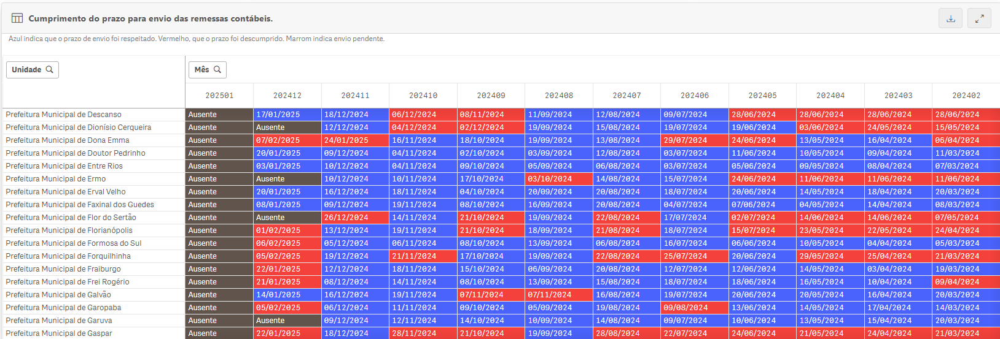 Cumprimento do prazo para envio das remessas contábeis.
Azul indica que o prazo de envio foi respeitado. Vermelho, que o prazo foi descumprido. Marrom indica envio pendente.
Unidade Mês
202501 202412 202411 202410 202409 202408 202407 202406 202405 202404 202403 202402
Prefeitura Municipal de Descanso Ausente 17/01/2025 18/12/2024 06/12/2024 08/11/2024 11/09/2024 12/08/2024 09/07/2024 28/06/2024 28/06/2024 28/06/2024 28/06/2024
Prefeitura Municipal de Dionísio Cerqueira Ausente Ausente 12/12/2024 04/12/2024 02/12/2024 19/09/2024 15/08/2024 19/07/2024 19/06/2024 03/06/2024 24/05/2024 15/05/2024
Prefeitura Municipal de Dona Emma Ausente 07/02/2025 24/01/2025 16/11/2024 18/10/2024 19/09/2024 13/08/2024 29/07/2024 24/06/2024 13/05/2024 16/04/2024 06/04/2024
Prefeitura Municipal de Doutor Pedrinho Ausente 20/01/2025 09/12/2024 04/11/2024 02/10/2024 03/09/2024 12/08/2024 03/07/2024 11/06/2024 10/05/2024 09/04/2024 11/03/2024
Prefeitura Municipal de Entre Rios Ausente 03/01/2025 10/12/2024 04/11/2024 09/10/2024 05/09/2024 06/08/2024 03/07/2024 05/06/2024 09/05/2024 08/04/2024 07/03/2024
Prefeitura Municipal de Ermo Ausente Ausente 10/12/2024 10/11/2024 17/10/2024 03/10/2024 14/08/2024 15/07/2024 24/06/2024 11/06/2024 11/06/2024 11/06/2024
Prefeitura Municipal de Erval Velho Ausente 20/01/2025 16/12/2024 18/11/2024 04/10/2024 20/09/2024 20/08/2024 18/07/2024 20/06/2024 14/05/2024 18/04/2024 20/03/2024
Prefeitura Municipal de Faxinal dos Guedes Ausente 08/01/2025 09/12/2024 19/11/2024 08/10/2024 16/09/2024 20/08/2024 04/07/2024 07/06/2024 04/05/2024 14/04/2024 08/03/2024
Prefeitura Municipal de Flor do Sertão Ausente Ausente 26/12/2024 14/11/2024 21/10/2024 19/09/2024 22/08/2024 17/07/2024 02/07/2024 14/06/2024 14/06/2024 07/05/2024
Prefeitura Municipal de Florianópolis Ausente 01/02/2025 13/12/2024 19/11/2024 21/10/2024 18/09/2024 21/08/2024 18/07/2024 15/07/2024 23/05/2024 22/05/2024 24/04/2024
Prefeitura Municipal de Formosa do Sul Ausente 06/02/2025 05/12/2024 06/11/2024 08/10/2024 13/09/2024 06/08/2024 16/07/2024 06/06/2024 10/05/2024 04/04/2024 05/03/2024
Prefeitura Municipal de Forquilhinha Ausente 05/02/2025 19/12/2024 21/11/2024 17/10/2024 19/09/2024 22/08/2024 25/07/2024 20/06/2024 29/05/2024 25/04/2024 21/03/2024
Prefeitura Municipal de Fraiburgo Ausente 22/01/2025 12/12/2024 18/11/2024 15/10/2024 06/09/2024 20/08/2024 12/07/2024 12/06/2024 14/05/2024 03/04/2024 19/03/2024
Prefeitura Municipal de Frei Rogério Ausente 21/01/2025 08/12/2024 14/11/2024 08/10/2024 13/09/2024 15/08/2024 18/07/2024 18/06/2024 16/05/2024 10/04/2024 09/04/2024
Prefeitura Municipal de Galvão Ausente 14/01/2025 16/12/2024 19/11/2024 07/11/2024 07/11/2024 16/08/2024 19/07/2024 20/06/2024 20/05/2024 16/04/2024 20/03/2024
Prefeitura Municipal de Garopaba Ausente 05/02/2025 06/12/2024 11/11/2024 09/10/2024 05/09/2024 19/08/2024 09/08/2024 13/06/2024 14/05/2024 17/04/2024 14/03/2024
Prefeitura Municipal de Garuva Ausente Ausente 09/12/2024 12/11/2024 14/10/2024 10/09/2024 14/08/2024 09/07/2024 10/06/2024 13/05/2024 15/04/2024 20/03/2024
Prefeitura Municipal de Gaspar Ausente 22/01/2025 18/12/2024 28/11/2024 21/10/2024 19/09/2024 28/08/2024 22/07/2024 24/06/2024 21/05/2024 24/04/2024 21/03/2024